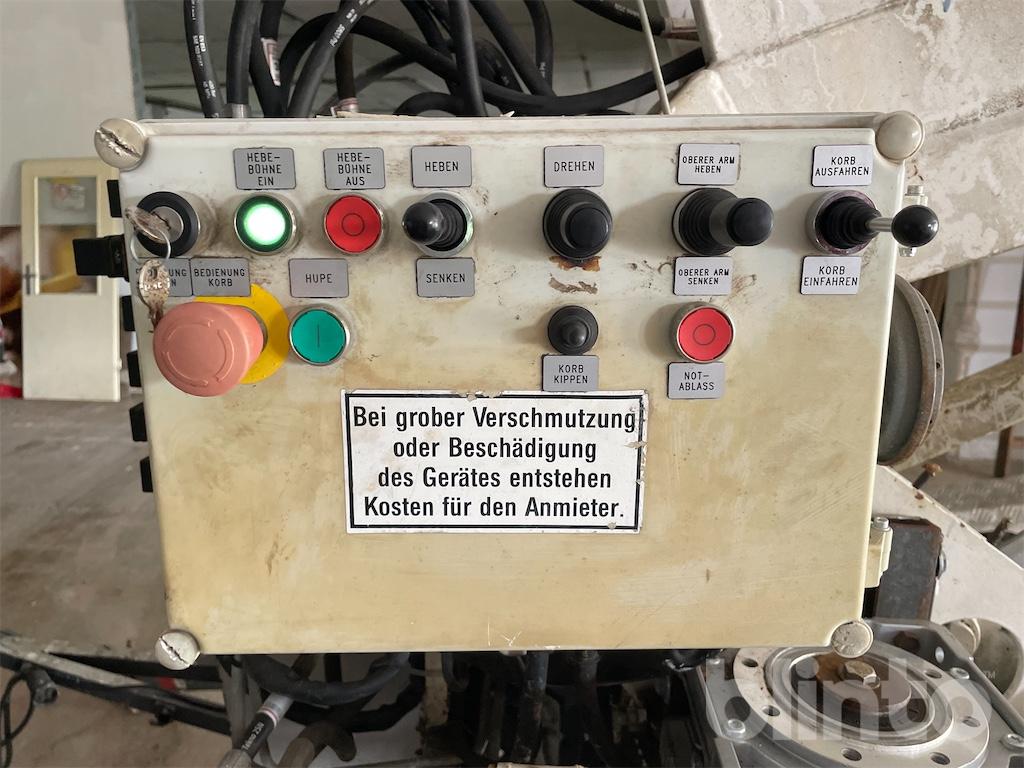 HEBE-
BÜHNE
EIN
HEBE-
BÜHNE
AUS
HEBEN
DREHEN
OBERER ARM
HEBEN
KORB
AUSFAHREN
BEDIENUNG
KORB
HUPE
SENKEN
OBERER ARM
SENKEN
KORB
EINFAHREN
KORB
KIPPEN
NOT-
ABLASS
Bei grober Verschmutzung
oder Beschädigung
des Gerätes entstehen
Kosten für den Anmieter.
blinto